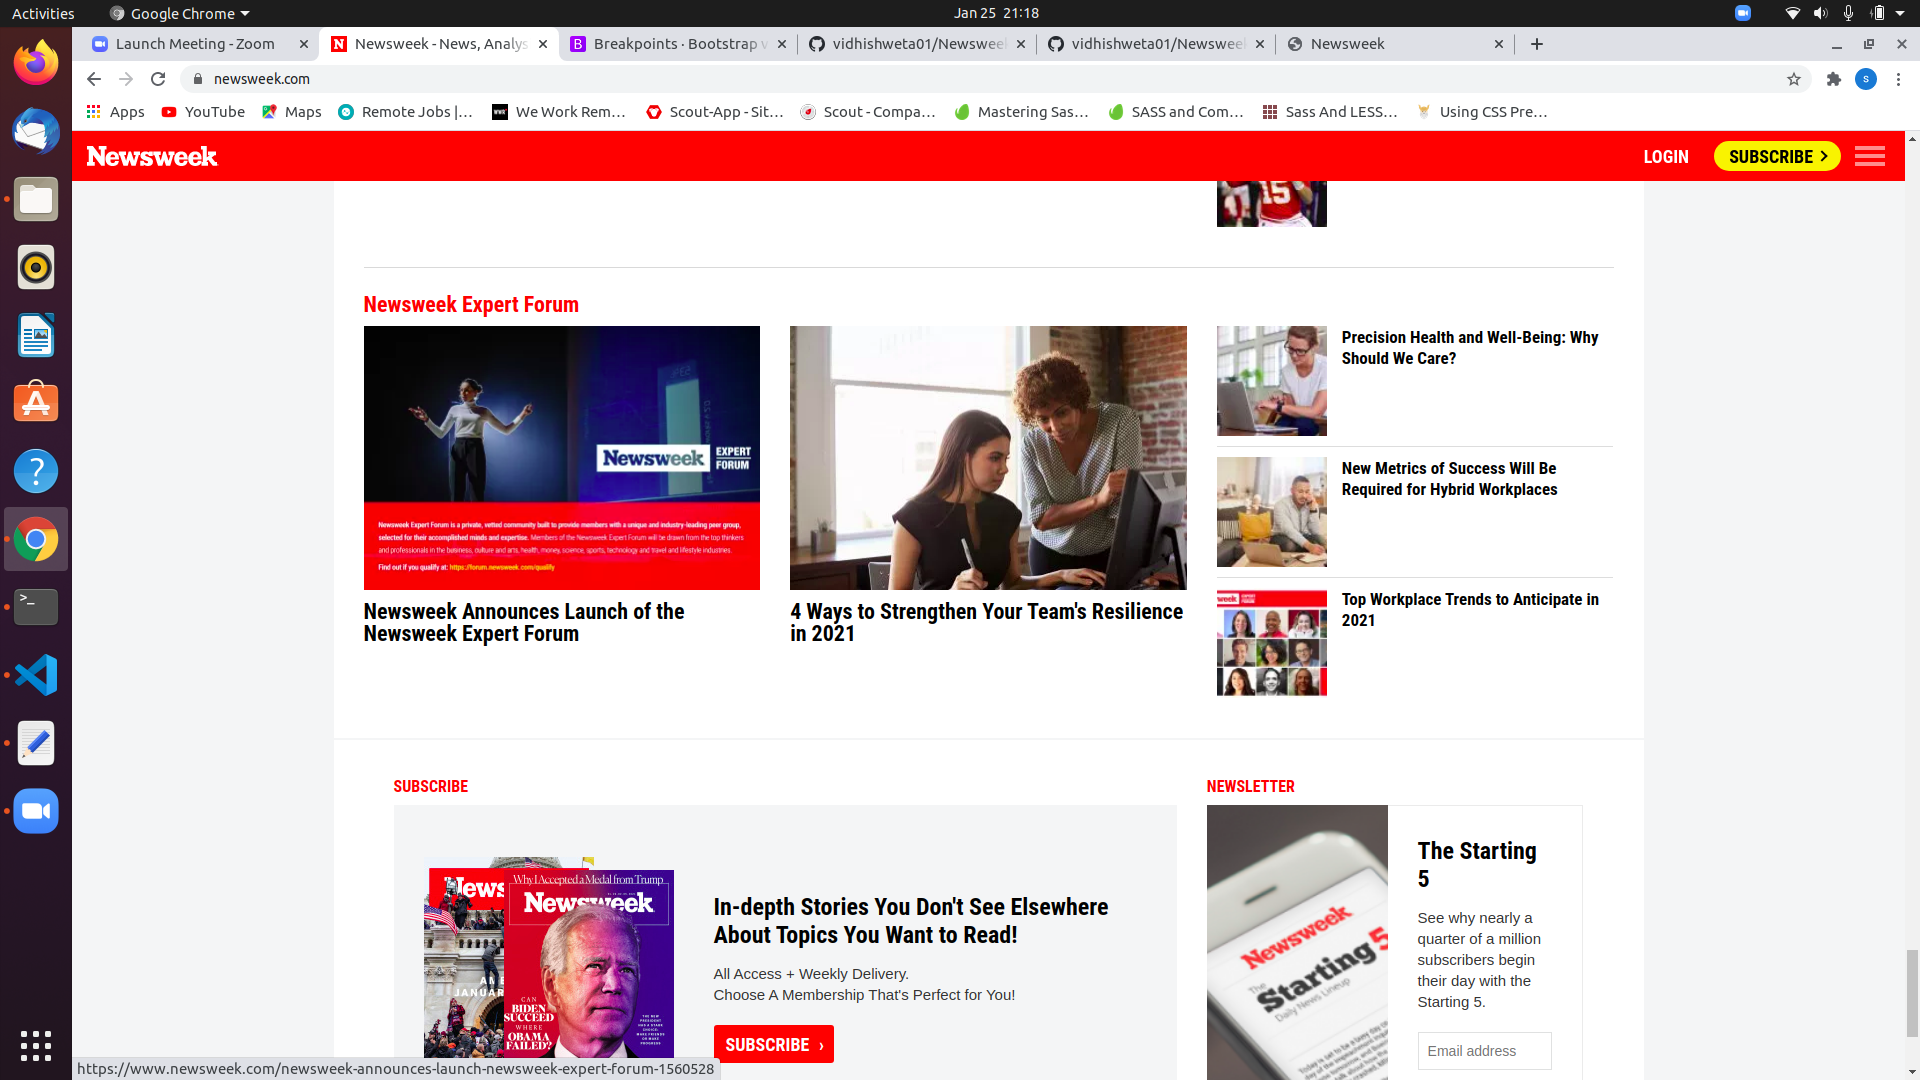 Activities
Google Chrome
Jan 25 21:18
Launch Meeting - Zoom
Newsweek - News, Analys
Breakpoints · Bootstrap v
vidhishweta01/Newsweek
vidhishweta01/Newsweek
Newsweek
newsweek.com
S
Apps
YouTube
Maps
Remote Jobs |...
We Work Rem...
Scout-App - Sit...
Scout - Compa...
Mastering Sas...
SASS and Com...
Sass And LESS...
Using CSS Pre...
Newsweek
LOGIN
SUBSCRIBE
15
Newsweek Expert Forum
Newsweek EXPERT FORUM
Newsweek Expert Forum is a private, vetted community built to provide members with a unique and industry-leading peer group,
selected for their accomplished minds and expertise. Members of the Newsweek Expert Forum will be drawn from the top thinkers
and professionals in the business, culture and arts, health, money, science, sports, technology and travel and lifestyle industries.
Find out if you qualify at: https://forum.newsweek.com/qualify
Newsweek Announces Launch of the
Newsweek Expert Forum
4 Ways to Strengthen Your Team's Resilience
in 2021
Precision Health and Well-Being: Why
Should We Care?
New Metrics of Success Will Be
Required for Hybrid Workplaces
Top Workplace Trends to Anticipate in
2021
SUBSCRIBE
Why I Accepted a Medal from Trump
Newsweek
CAN
BIDEN
SUCCEED
WHERE
OBAMA
FAILED?
In-depth Stories You Don't See Elsewhere
About Topics You Want to Read!
All Access + Weekly Delivery.
Choose A Membership That's Perfect for You!
SUBSCRIBE ›
NEWSLETTER
Newsweek
Starting 5
Daily News Lineup
The Starting
5
See why nearly a
quarter of a million
subscribers begin
their day with the
Starting 5.
Email address
https://www.newsweek.com/newsweek-announces-launch-newsweek-expert-forum-1560528